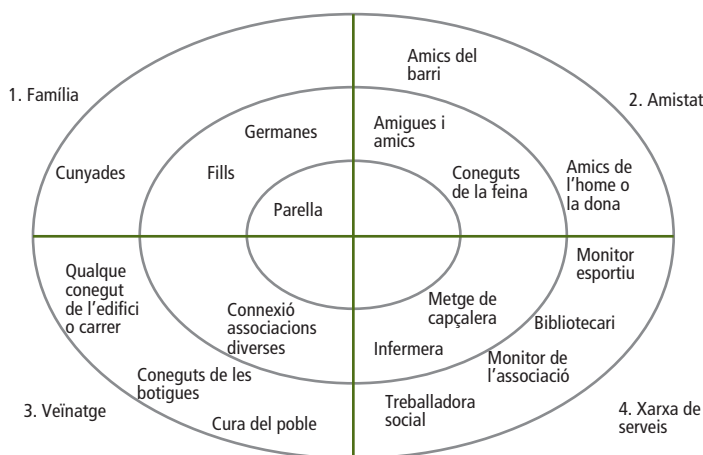 Amics del
barri
1. Família
2. Amistat
Germanes
Amigues i
amics
Cunyades
Fills
Coneguts
de la feina
Amics de
l'home o
la dona
Parella
Monitor
esportiu
Qualque
conegut
de l'edifici
o carrer
Connexió
associacions
diverses
Metge de
capçalera
Bibliotecari
Infermera
Monitor de
l'associació
Coneguts de les
botigues
Treballadora
social
3. Veïnatge
Cura del poble
4. Xarxa de
serveis